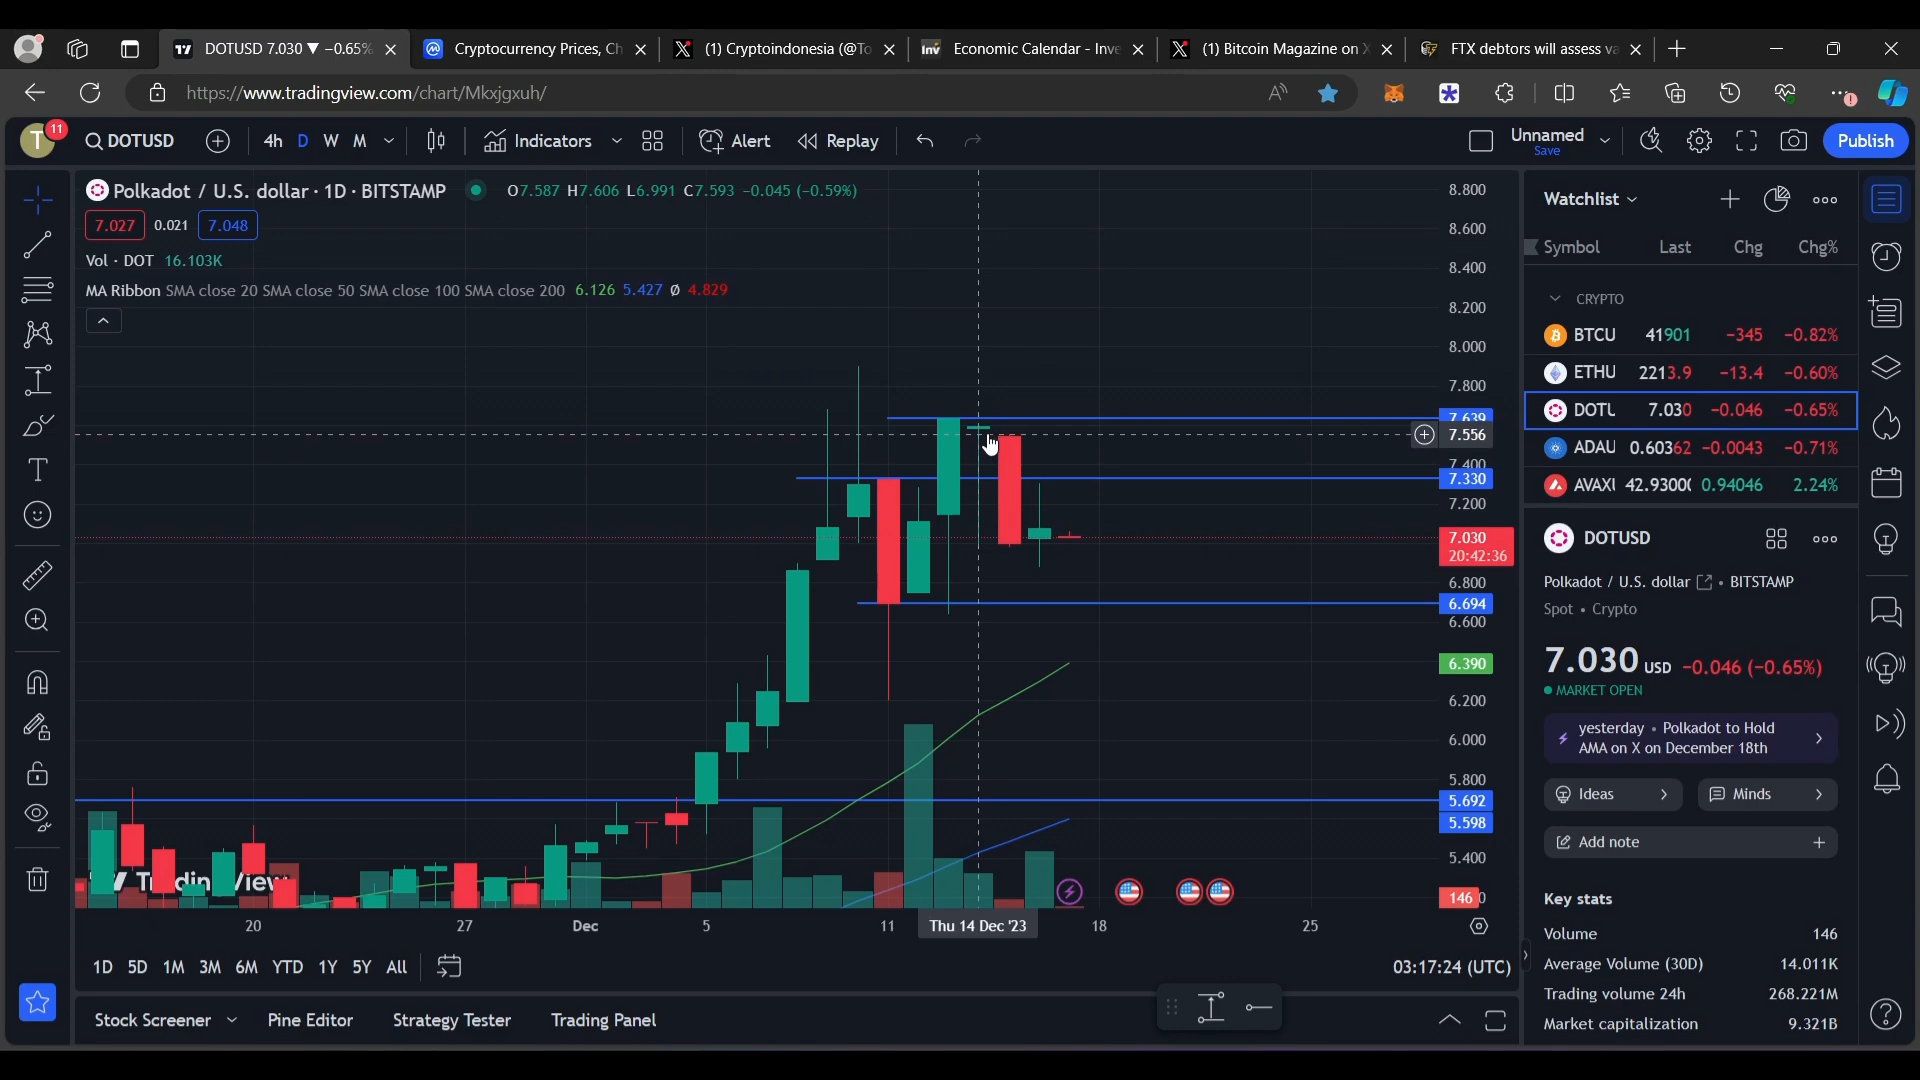 DOTUSD 7.030 ▼ −0.65%
Cryptocurrency Prices, Ch
(1) Cryptoindonesia (@To
Economic Calendar - Inve
(1) Bitcoin Magazine on X
FTX debtors will assess va
https://www.tradingview.com/chart/Mkxjgxuh/
T
11
DOTUSD
4h
D
W
M
Indicators
Alert
Replay
Unnamed
Save
Publish
Polkadot / U.S. dollar · 1D · BITSTAMP
O7.587 H7.606 L6.991 C7.593 −0.045 (−0.59%)
7.027
0.021
7.048
Vol · DOT 16.103K
MA Ribbon SMA close 20 SMA close 50 SMA close 100 SMA close 200 6.126 5.427 Ø 4.829
8.800
8.600
8.400
8.200
8.000
7.800
7.639
7.556
7.400
7.330
7.200
7.030
20:42:36
6.800
6.694
6.600
6.390
6.200
6.000
5.800
5.692
5.598
5.400
146
TradingView
20
27
Dec
5
11
Thu 14 Dec '23
18
25
1D
5D
1M
3M
6M
YTD
1Y
5Y
All
03:17:24 (UTC)
Stock Screener
Pine Editor
Strategy Tester
Trading Panel
Watchlist
Symbol Last Chg Chg%
CRYPTO
BTCU 41901 −345 −0.82%
ETHU 2213.9 −13.4 −0.60%
DOTU 7.030 −0.046 −0.65%
ADAU 0.60362 −0.0043 −0.71%
AVAXU 42.93000 0.94046 2.24%
DOTUSD
Polkadot / U.S. dollar • BITSTAMP
Spot • Crypto
7.030 USD −0.046 (−0.65%)
MARKET OPEN
yesterday • Polkadot to Hold
AMA on X on December 18th
Ideas
Minds
Add note
Key stats
Volume 146
Average Volume (30D) 14.011K
Trading volume 24h 268.221M
Market capitalization 9.321B